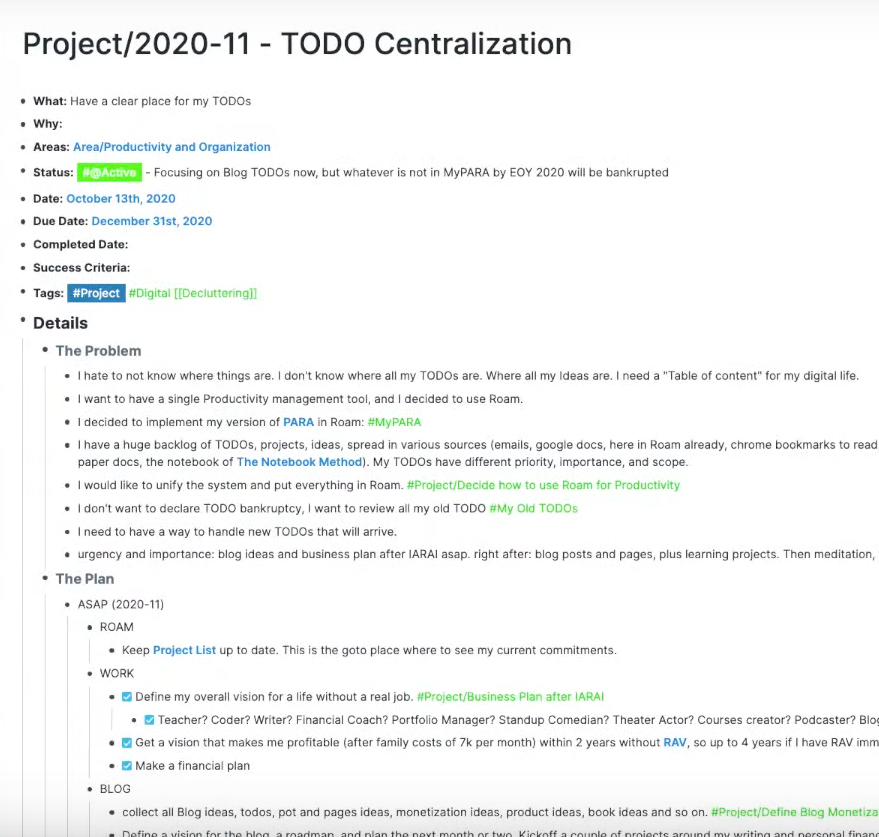 Project/2020-11 - TODO Centralization
What: Have a clear place for my TODOs
Why:
Areas: Area/Productivity and Organization
Status: #@Active - Focusing on Blog TODOs now, but whatever is not in MyPARA by EOY 2020 will be bankrupted
Date: October 13th, 2020
Due Date: December 31st, 2020
Completed Date:
Success Criteria:
Tags: #Project #Digital [[Decluttering]]
Details
The Problem
I hate to not know where things are. I don't know where all my TODOs are. Where all my Ideas are. I need a "Table of content" for my digital life.
I want to have a single Productivity management tool, and I decided to use Roam.
I decided to implement my version of PARA in Roam: #MyPARA
I have a huge backlog of TODOs, projects, ideas, spread in various sources (emails, google docs, here in Roam already, chrome bookmarks to read
paper docs, the notebook of The Notebook Method). My TODOs have different priority, importance, and scope.
I would like to unify the system and put everything in Roam. #Project/Decide how to use Roam for Productivity
I don't want to declare TODO bankruptcy, I want to review all my old TODO #My Old TODOs
I need to have a way to handle new TODOs that will arrive.
urgency and importance: blog ideas and business plan after IARAI asap. right after: blog posts and pages, plus learning projects. Then meditation,
The Plan
ASAP (2020-11)
ROAM
Keep Project List up to date. This is the goto place where to see my current commitments.
WORK
Define my overall vision for a life without a real job. #Project/Business Plan after IARAI
Teacher? Coder? Writer? Financial Coach? Portfolio Manager? Standup Comedian? Theater Actor? Courses creator? Podcaster? Blog
Get a vision that makes me profitable (after family costs of 7k per month) within 2 years without RAV, so up to 4 years if I have RAV imm
Make a financial plan
BLOG
collect all Blog ideas, todos, pot and pages ideas, monetization ideas, product ideas, book ideas and so on. #Project/Define Blog Monetiza
Define a vision for the blog, a roadmap, and plan the next month or two. Kickoff a couple of projects around my writing and personal finan